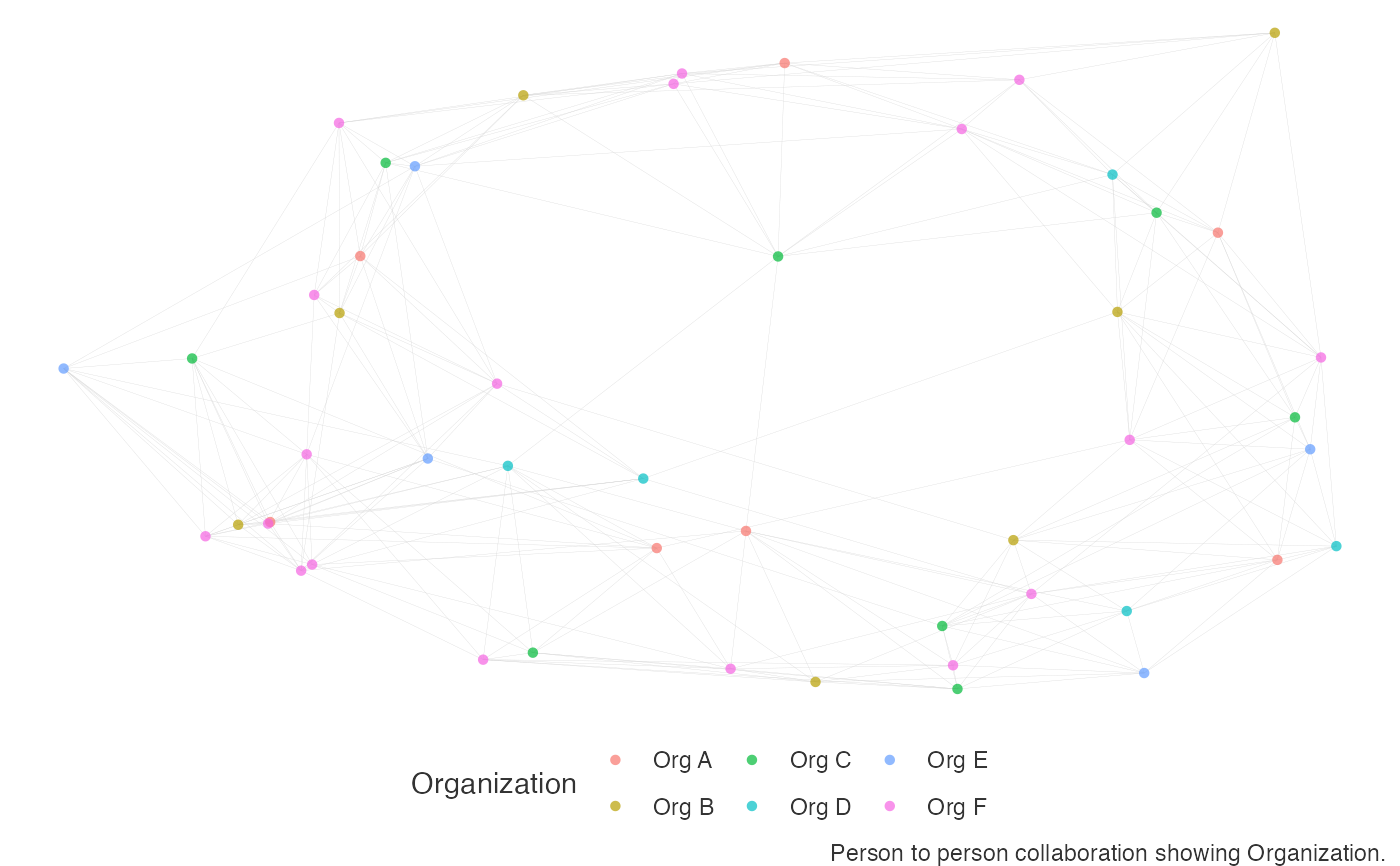 Organization
Org A
Org C
Org E
Org B
Org D
Org F
Person to person collaboration showing Organization.